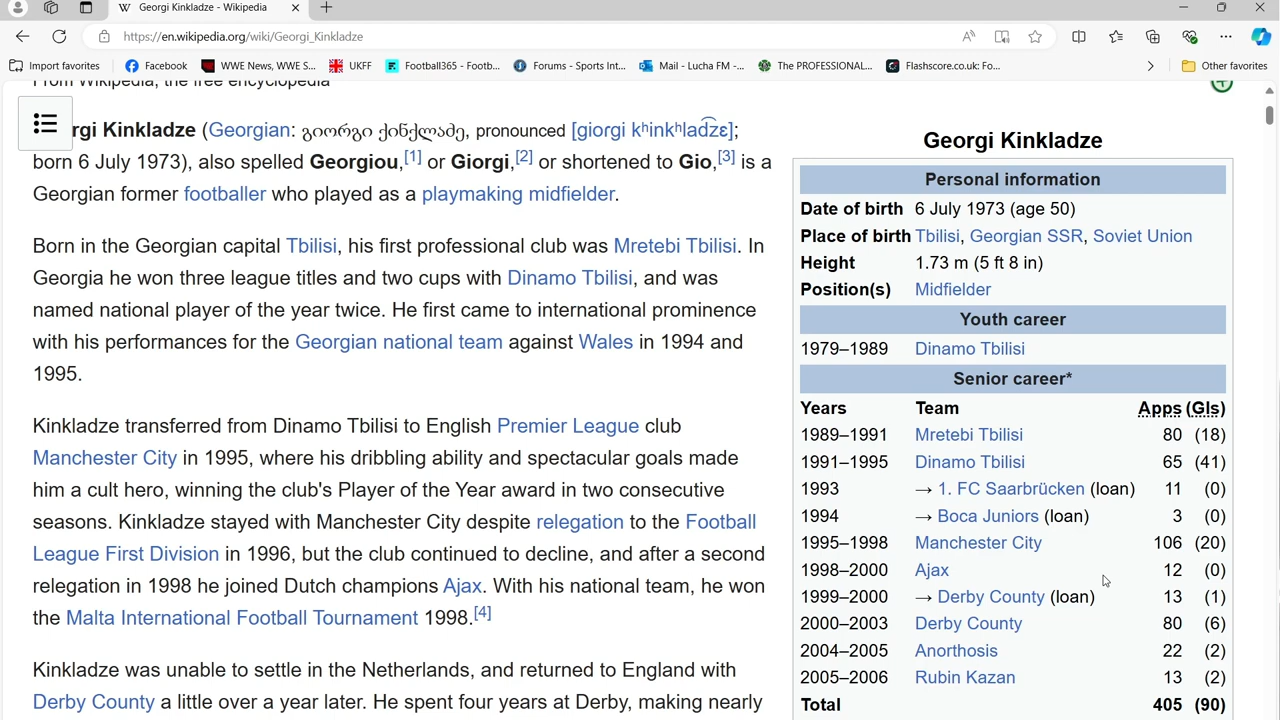 Georgi Kinkladze - Wikipedia
https://en.wikipedia.org/wiki/Georgi_Kinkladze
Import favorites
Facebook
WWE News, WWE S...
UKFF
Football365 - Footb...
Forums - Sports Int...
Mail - Lucha FM -...
The PROFESSIONAL...
Flashscore.co.uk: Fo...
Other favorites
From Wikipedia, the free encyclopedia
rgi Kinkladze (Georgian: გიორგი ქინქლაძე, pronounced [ɡioɾɡi kʰinkʰlad͡zɛ];
born 6 July 1973), also spelled Georgiou,[1] or Giorgi,[2] or shortened to Gio,[3] is a
Georgian former footballer who played as a playmaking midfielder.
Born in the Georgian capital Tbilisi, his first professional club was Mretebi Tbilisi. In
Georgia he won three league titles and two cups with Dinamo Tbilisi, and was
named national player of the year twice. He first came to international prominence
with his performances for the Georgian national team against Wales in 1994 and
1995.
Kinkladze transferred from Dinamo Tbilisi to English Premier League club
Manchester City in 1995, where his dribbling ability and spectacular goals made
him a cult hero, winning the club's Player of the Year award in two consecutive
seasons. Kinkladze stayed with Manchester City despite relegation to the Football
League First Division in 1996, but the club continued to decline, and after a second
relegation in 1998 he joined Dutch champions Ajax. With his national team, he won
the Malta International Football Tournament 1998.[4]
Kinkladze was unable to settle in the Netherlands, and returned to England with
Derby County a little over a year later. He spent four years at Derby, making nearly
Georgi Kinkladze
Personal information
Date of birth 6 July 1973 (age 50)
Place of birth Tbilisi, Georgian SSR, Soviet Union
Height 1.73 m (5 ft 8 in)
Position(s) Midfielder
Youth career
1979–1989 Dinamo Tbilisi
Senior career*
Years Team Apps (Gls)
1989–1991 Mretebi Tbilisi 80 (18)
1991–1995 Dinamo Tbilisi 65 (41)
1993 → 1. FC Saarbrücken (loan) 11 (0)
1994 → Boca Juniors (loan) 3 (0)
1995–1998 Manchester City 106 (20)
1998–2000 Ajax 12 (0)
1999–2000 → Derby County (loan) 13 (1)
2000–2003 Derby County 80 (6)
2004–2005 Anorthosis 22 (2)
2005–2006 Rubin Kazan 13 (2)
Total 405 (90)